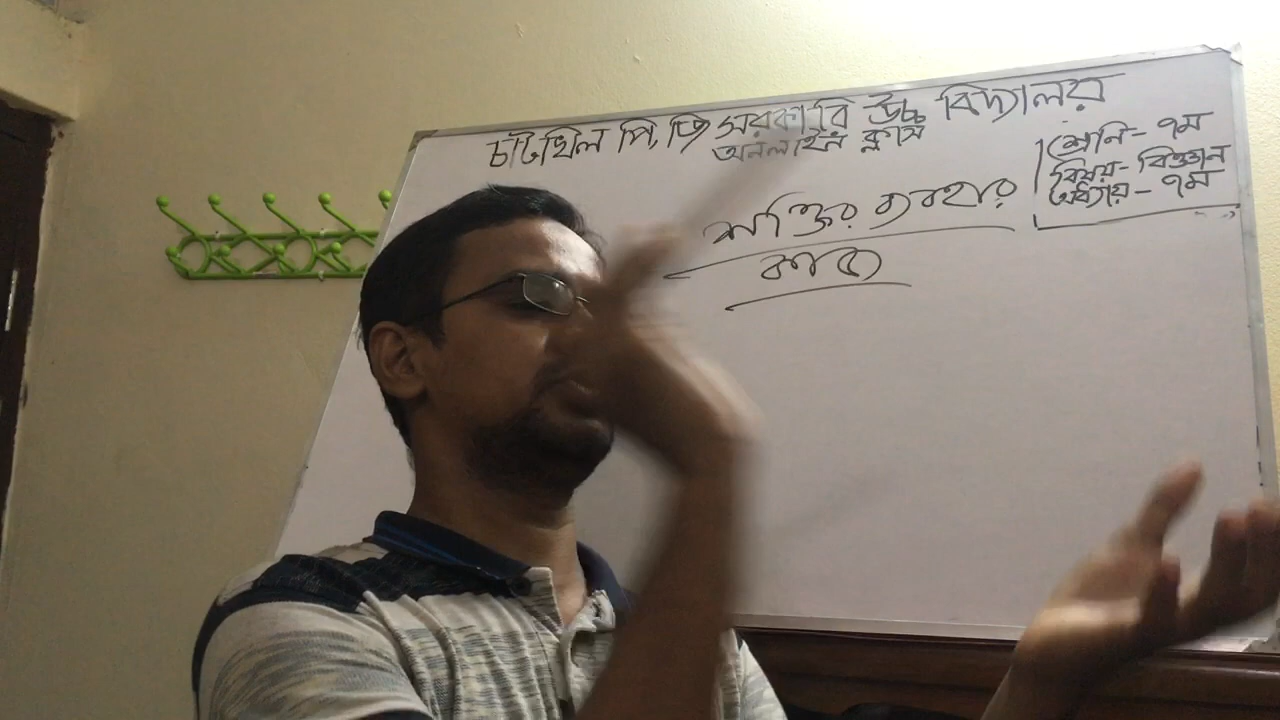 চাটখিল পি, জি সরকারি উচ্চ বিদ্যালয়
অনলাইন ক্লাস
শ্রেণি - ৭ম
বিষয় - বিজ্ঞান
অধ্যায় - ৭ম
শক্তির ব্যবহার
কার্য